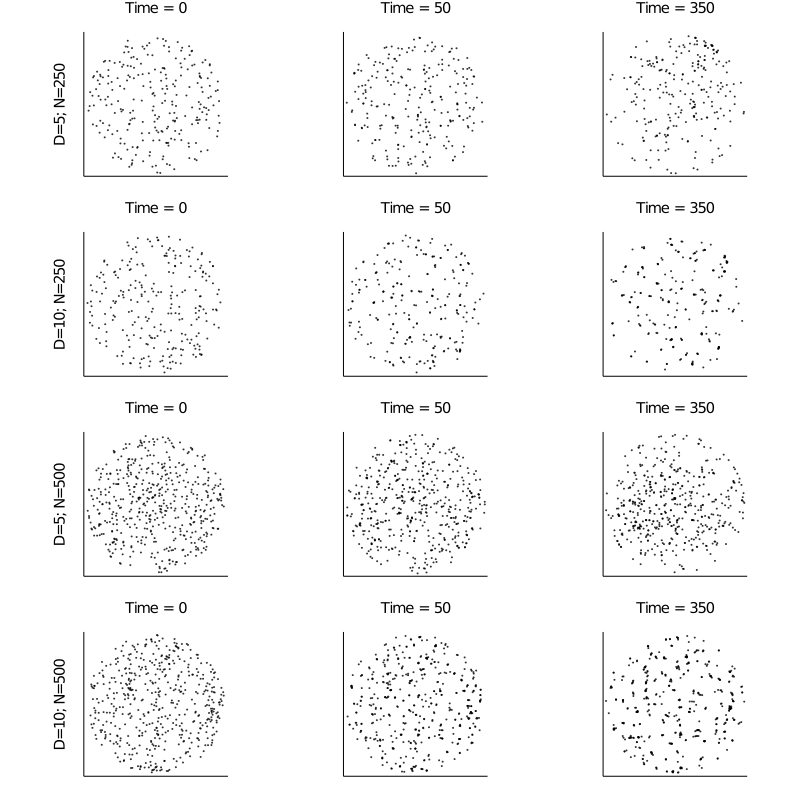 Time = 0
Time = 50
Time = 350
D=5; N=250
Time = 0
Time = 50
Time = 350
D=10; N=250
Time = 0
Time = 50
Time = 350
D=5; N=500
Time = 0
Time = 50
Time = 350
D=10; N=500